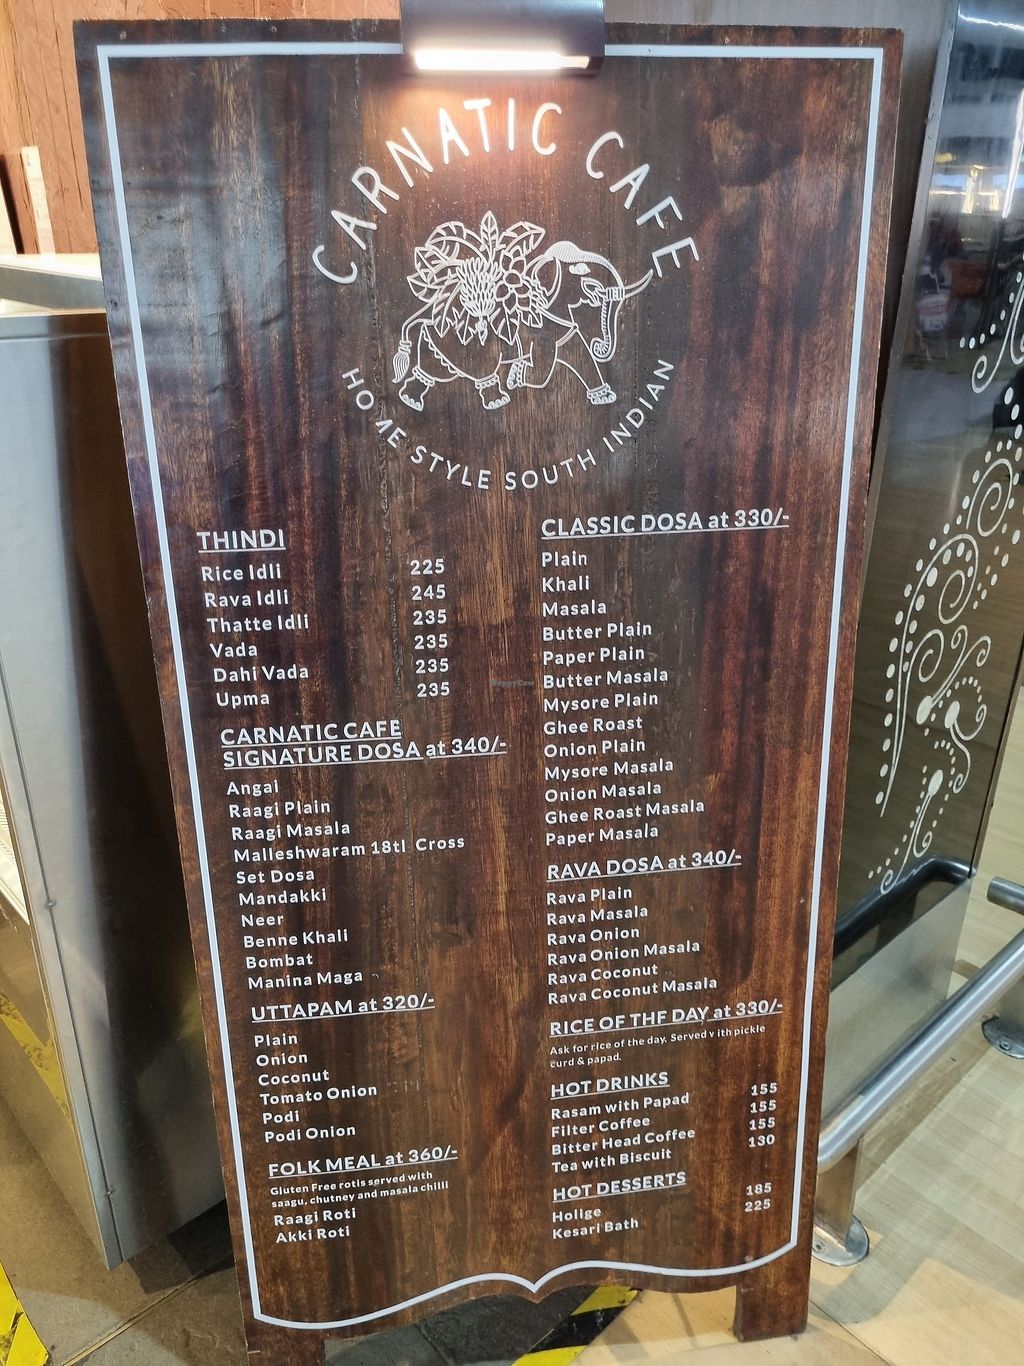 CARNATIC CAFE
HOME STYLE SOUTH INDIAN
THINDI
Rice Idli 225
Rava Idli 245
Thatte Idli 235
Vada 235
Dahi Vada 235
Upma 235
CARNATIC CAFE
SIGNATURE DOSA at 340/-
Angai
Raagi Plain
Raagi Masala
Malleshwaram 18tl Cross
Set Dosa
Mandakki
Neer
Benne Khali
Bombat
Manina Maga
UTTAPAM at 320/-
Plain
Onion
Coconut
Tomato Onion
Podi
Podi Onion
FOLK MEAL at 360/-
Gluten Free rotis served with
saagu, chutney and masala chilli
Raagi Roti
Akki Roti
CLASSIC DOSA at 330/-
Plain
Khali
Masala
Butter Plain
Paper Plain
Butter Masala
Mysore Plain
Ghee Roast
Onion Plain
Mysore Masala
Onion Masala
Ghee Roast Masala
Paper Masala
RAVA DOSA at 340/-
Rava Plain
Rava Masala
Rava Onion
Rava Onion Masala
Rava Coconut
Rava Coconut Masala
RICE OF THF DAY at 330/-
Ask for rice of the day. Served v ith pickle
curd & papad.
HOT DRINKS
Rasam with Papad 155
Filter Coffee 155
Bitter Head Coffee 155
Tea with Biscuit 130
HOT DESSERTS
Holige 185
Kesari Bath 225
HappyCow